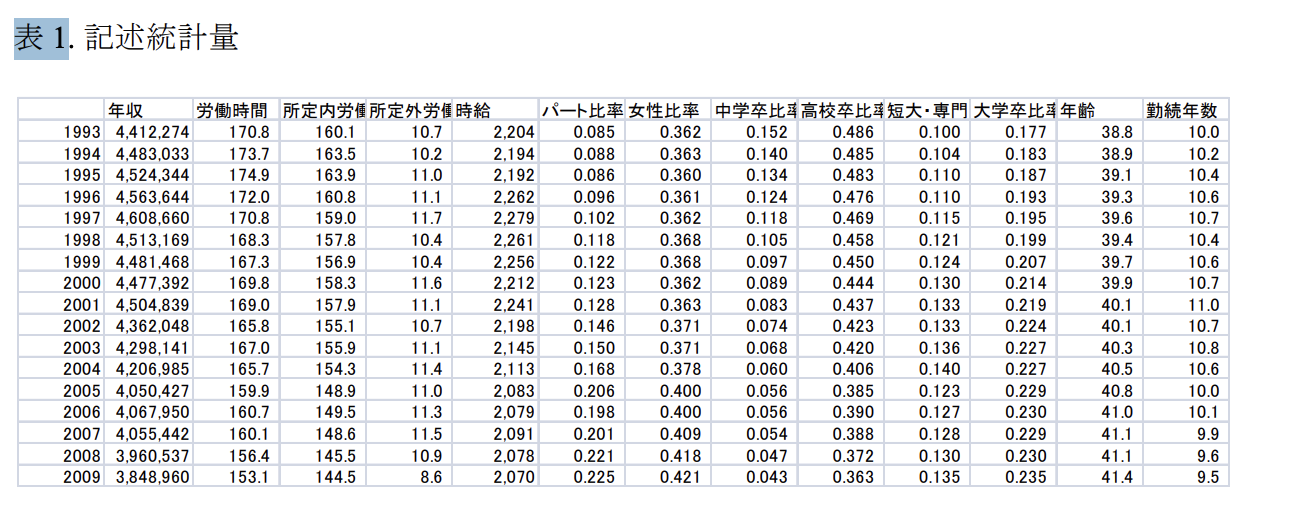 表 1. 記述統計量
年収 労働時間 所定内労働 所定外労働 時給 パート比率 女性比率 中学卒比率 高校卒比率 短大・専門 大学卒比率 年齢 勤続年数
1993 4,412,274 170.8 160.1 10.7 2,204 0.085 0.362 0.152 0.486 0.100 0.177 38.8 10.0
1994 4,483,033 173.7 163.5 10.2 2,194 0.088 0.363 0.140 0.485 0.104 0.183 38.9 10.2
1995 4,524,344 174.9 163.9 11.0 2,192 0.086 0.360 0.134 0.483 0.110 0.187 39.1 10.4
1996 4,563,644 172.0 160.8 11.1 2,262 0.096 0.361 0.124 0.476 0.110 0.193 39.3 10.6
1997 4,608,660 170.8 159.0 11.7 2,279 0.102 0.362 0.118 0.469 0.115 0.195 39.6 10.7
1998 4,513,169 168.3 157.8 10.4 2,261 0.118 0.368 0.105 0.458 0.121 0.199 39.4 10.4
1999 4,481,468 167.3 156.9 10.4 2,256 0.122 0.368 0.097 0.450 0.124 0.207 39.7 10.6
2000 4,477,392 169.8 158.3 11.6 2,212 0.123 0.362 0.089 0.444 0.130 0.214 39.9 10.7
2001 4,504,839 169.0 157.9 11.1 2,241 0.128 0.363 0.083 0.437 0.133 0.219 40.1 11.0
2002 4,362,048 165.8 155.1 10.7 2,198 0.146 0.371 0.074 0.423 0.133 0.224 40.1 10.7
2003 4,298,141 167.0 155.9 11.1 2,145 0.150 0.371 0.068 0.420 0.136 0.227 40.3 10.8
2004 4,206,985 165.7 154.3 11.4 2,113 0.168 0.378 0.060 0.406 0.140 0.227 40.5 10.6
2005 4,050,427 159.9 148.9 11.0 2,083 0.206 0.400 0.056 0.385 0.123 0.229 40.8 10.0
2006 4,067,950 160.7 149.5 11.3 2,079 0.198 0.400 0.056 0.390 0.127 0.230 41.0 10.1
2007 4,055,442 160.1 148.6 11.5 2,091 0.201 0.409 0.054 0.388 0.128 0.229 41.1 9.9
2008 3,960,537 156.4 145.5 10.9 2,078 0.221 0.418 0.047 0.372 0.130 0.230 41.1 9.6
2009 3,848,960 153.1 144.5 8.6 2,070 0.225 0.421 0.043 0.363 0.135 0.235 41.4 9.5